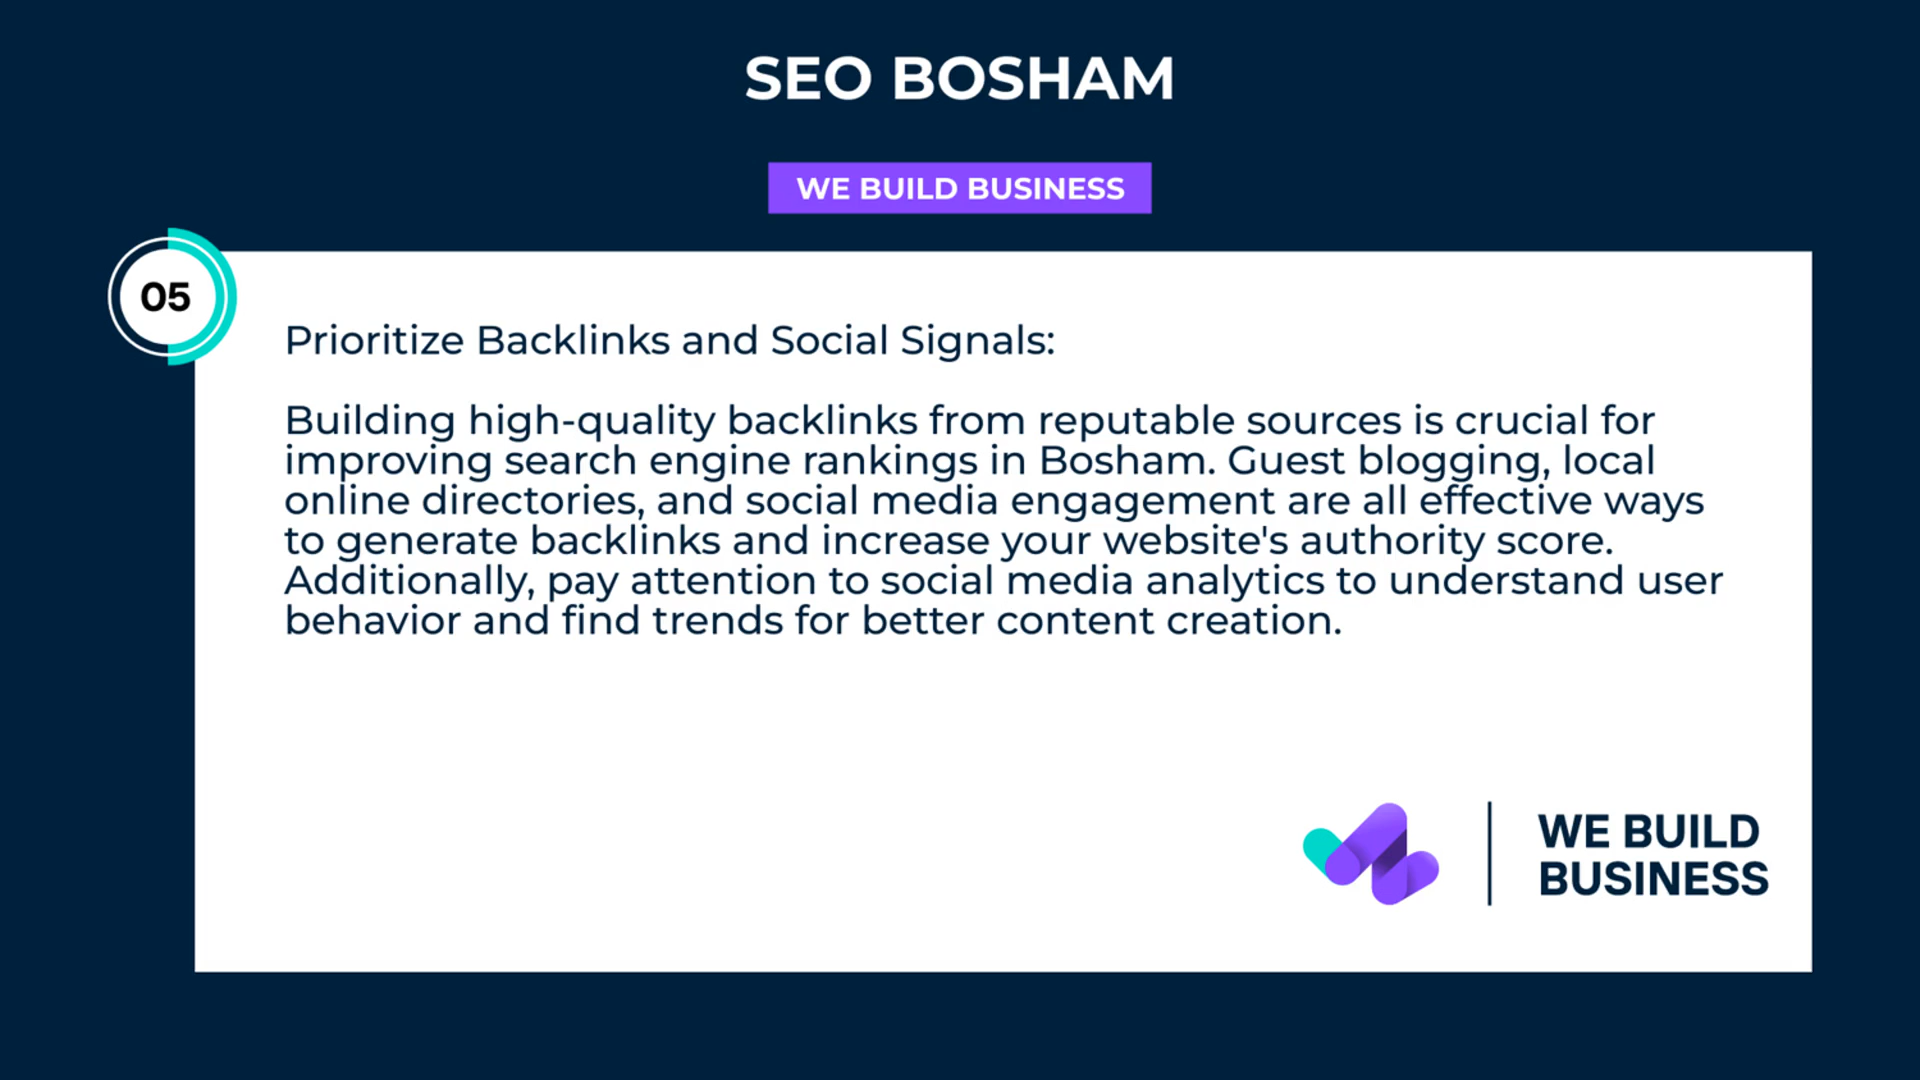 SEO BOSHAM
WE BUILD BUSINESS
05
Prioritize Backlinks and Social Signals:
Building high-quality backlinks from reputable sources is crucial for
improving search engine rankings in Bosham. Guest blogging, local
online directories, and social media engagement are all effective ways
to generate backlinks and increase your website's authority score.
Additionally, pay attention to social media analytics to understand user
behavior and find trends for better content creation.
WE BUILD
BUSINESS